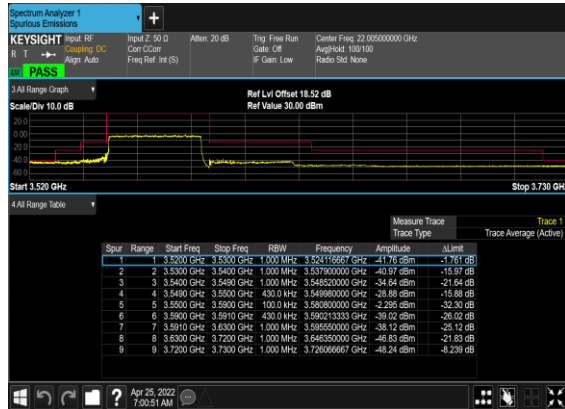 Spectrum Analyzer 1
Spurious Emissions
+
KEYSIGHT Input: RF Input Z: 50 Ω Atten: 20 dB Trig: Free Run Center Freq: 22.005000000 GHz
R T Coupling: DC Corr CCorr Gate: Off Avg|Hold: 100/100
Align: Auto Freq Ref: Int (S) IF Gain: Low Radio Std: None
PASS
3 All Range Graph
Ref Lvl Offset 18.52 dB
Scale/Div 10.0 dB Ref Value 30.00 dBm
20.0
0.00
-20.0
-40.0
-60.0
Start 3.520 GHz Stop 3.730 GH
4 All Range Table
Measure Trace Trace 1
Trace Type Trace Average (Active)
Spur Range Start Freq Stop Freq RBW Frequency Amplitude ΔLimit
1 1 3.5200 GHz 3.5300 GHz 1.000 MHz 3.524116667 GHz -41.76 dBm -1.761 dB
2 2 3.5300 GHz 3.5400 GHz 1.000 MHz 3.537900000 GHz -40.97 dBm -15.97 dB
3 3 3.5400 GHz 3.5490 GHz 1.000 MHz 3.548520000 GHz -34.64 dBm -21.64 dB
4 4 3.5490 GHz 3.5500 GHz 430.0 kHz 3.549980000 GHz -28.88 dBm -15.88 dB
5 5 3.5500 GHz 3.5900 GHz 100.0 kHz 3.580800000 GHz -2.295 dBm -32.30 dB
6 6 3.5900 GHz 3.5910 GHz 430.0 kHz 3.590213333 GHz -39.02 dBm -26.02 dB
7 7 3.5910 GHz 3.6300 GHz 1.000 MHz 3.595550000 GHz -38.12 dBm -25.12 dB
8 8 3.6300 GHz 3.7200 GHz 1.000 MHz 3.646350000 GHz -46.83 dBm -21.83 dB
9 9 3.7200 GHz 3.7300 GHz 1.000 MHz 3.726066667 GHz -48.24 dBm -8.239 dB
? Apr 25, 2022
7:00:51 AM